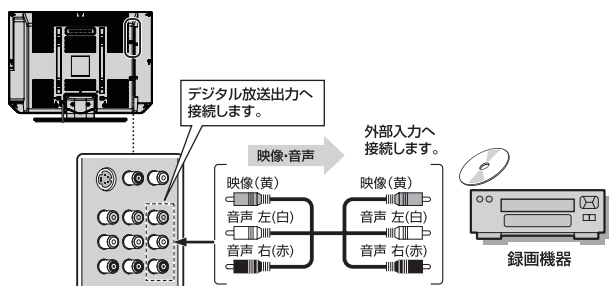 デジタル放送出力へ
接続します。
映像・音声
外部入力へ
接続します。
映像(黄)
映像(黄)
音声 左(白)
音声 左(白)
音声 右(赤)
音声 右(赤)
録画機器